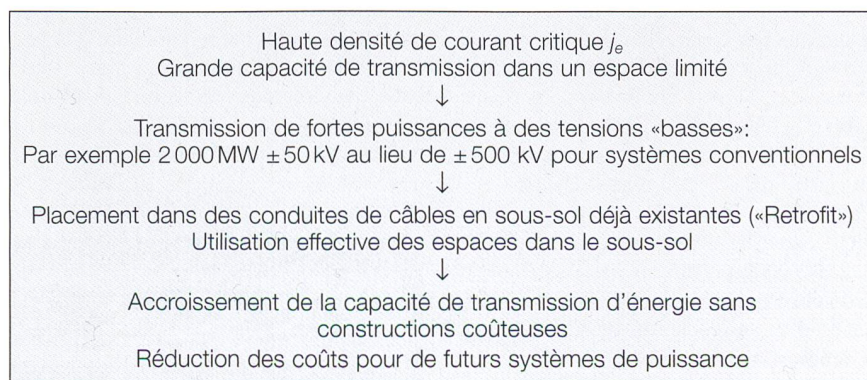 Haute densité de courant critique je
Grande capacité de transmission dans un espace limité
↓
Transmission de fortes puissances à des tensions «basses»:
Par exemple 2 000 MW ± 50 kV au lieu de ± 500 kV pour systèmes conventionnels
↓
Placement dans des conduites de câbles en sous-sol déjà existantes («Retrofit»)
Utilisation effective des espaces dans le sous-sol
↓
Accroissement de la capacité de transmission d'énergie sans
constructions coûteuses
Réduction des coûts pour de futurs systèmes de puissance